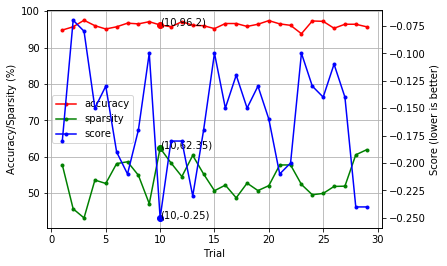 100
90
80
70
60
50
Accuracy/Sparsity (%)
accuracy
sparsity
score
(10,96.2)
(10,62.35)
(10,-0.25)
−0.075
−0.100
−0.125
−0.150
−0.175
−0.200
−0.225
−0.250
Score (lower is better)
0 5 10 15 20 25 30
Trial